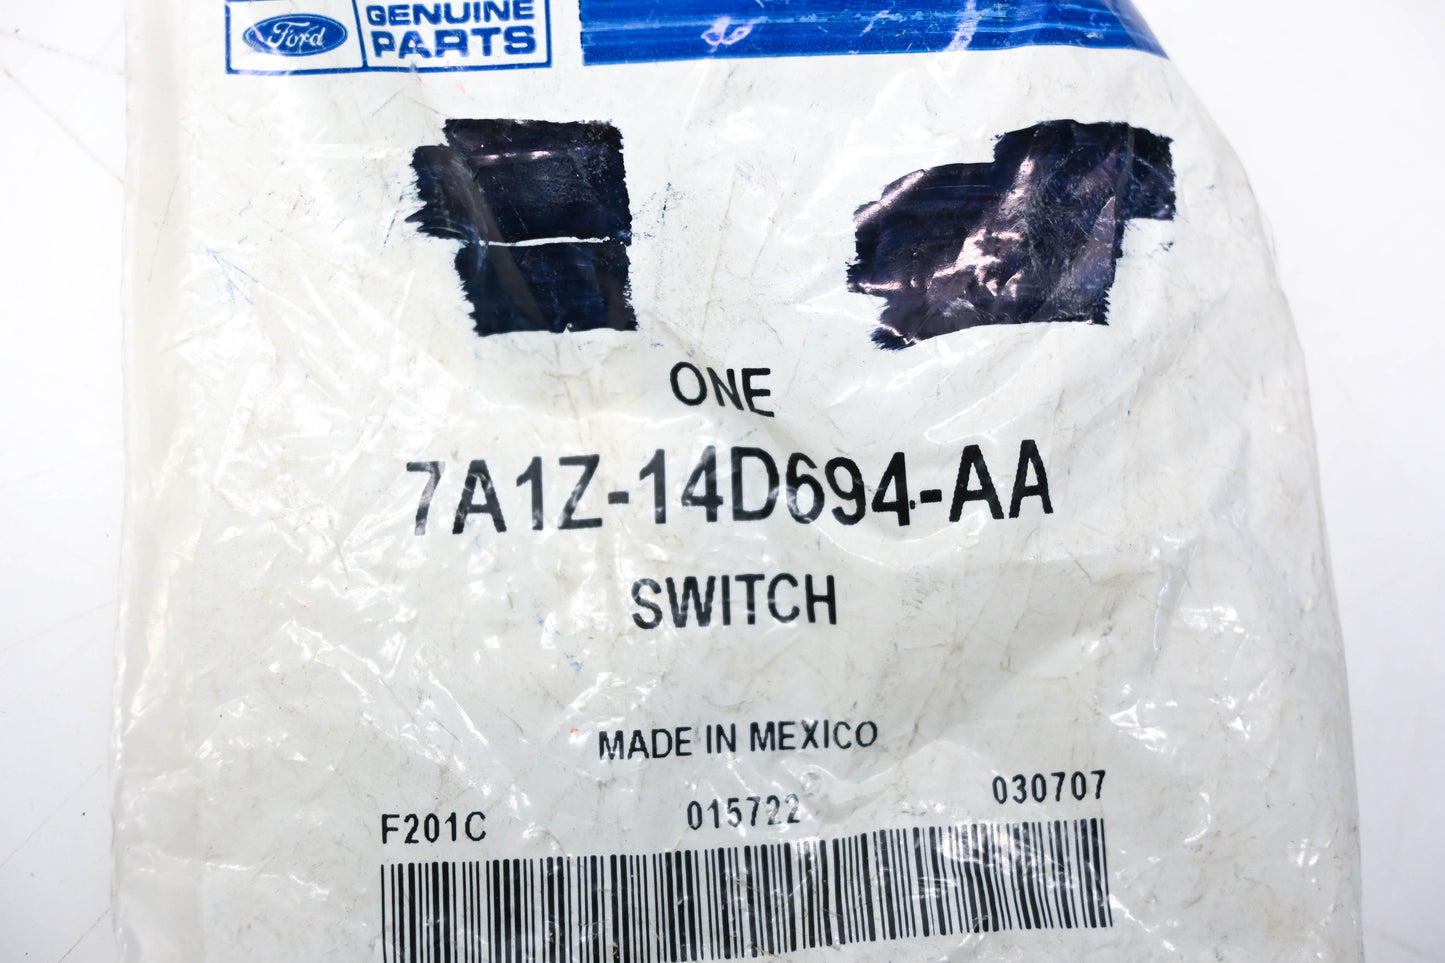 Ford
GENUINE
PARTS
ONE
7A1Z-14D694-AA
SWITCH
MADE IN MEXICO
F201C 015722 030707